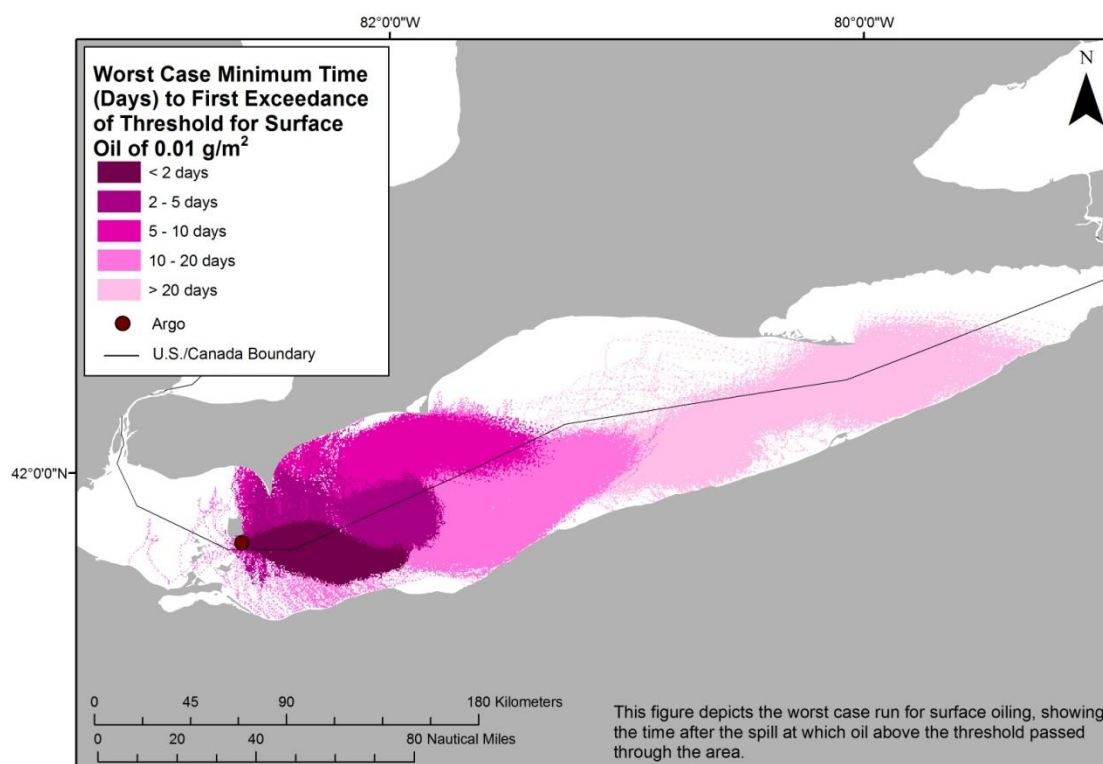 82°0'0"W
80°0'0"W
Worst Case Minimum Time
(Days) to First Exceedance
of Threshold for Surface
Oil of 0.01 g/m²
< 2 days
2 - 5 days
5 - 10 days
10 - 20 days
> 20 days
Argo
U.S./Canada Boundary
N
42°0'0"N
0 45 90 180 Kilometers
0 20 40 80 Nautical Miles
This figure depicts the worst case run for surface oiling, showing
the time after the spill at which oil above the threshold passed
through the area.